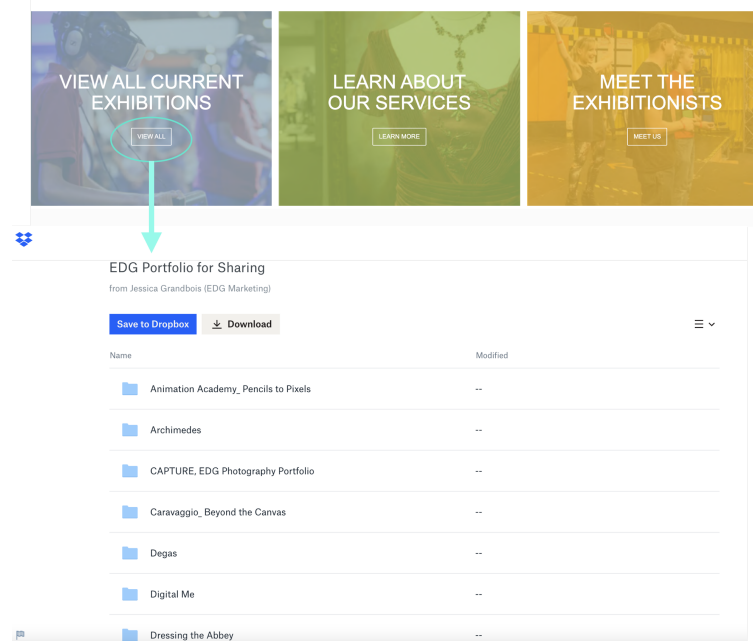 VIEW ALL CURRENT
EXHIBITIONS
VIEW ALL
LEARN ABOUT
OUR SERVICES
LEARN MORE
MEET THE
EXHIBITIONISTS
MEET US
EDG Portfolio for Sharing
from Jessica Grandbois (EDG Marketing)
Save to Dropbox
Download
Name Modified
Animation Academy_ Pencils to Pixels --
Archimedes --
CAPTURE, EDG Photography Portfolio --
Caravaggio_ Beyond the Canvas --
Degas --
Digital Me --
Dressing the Abbey --